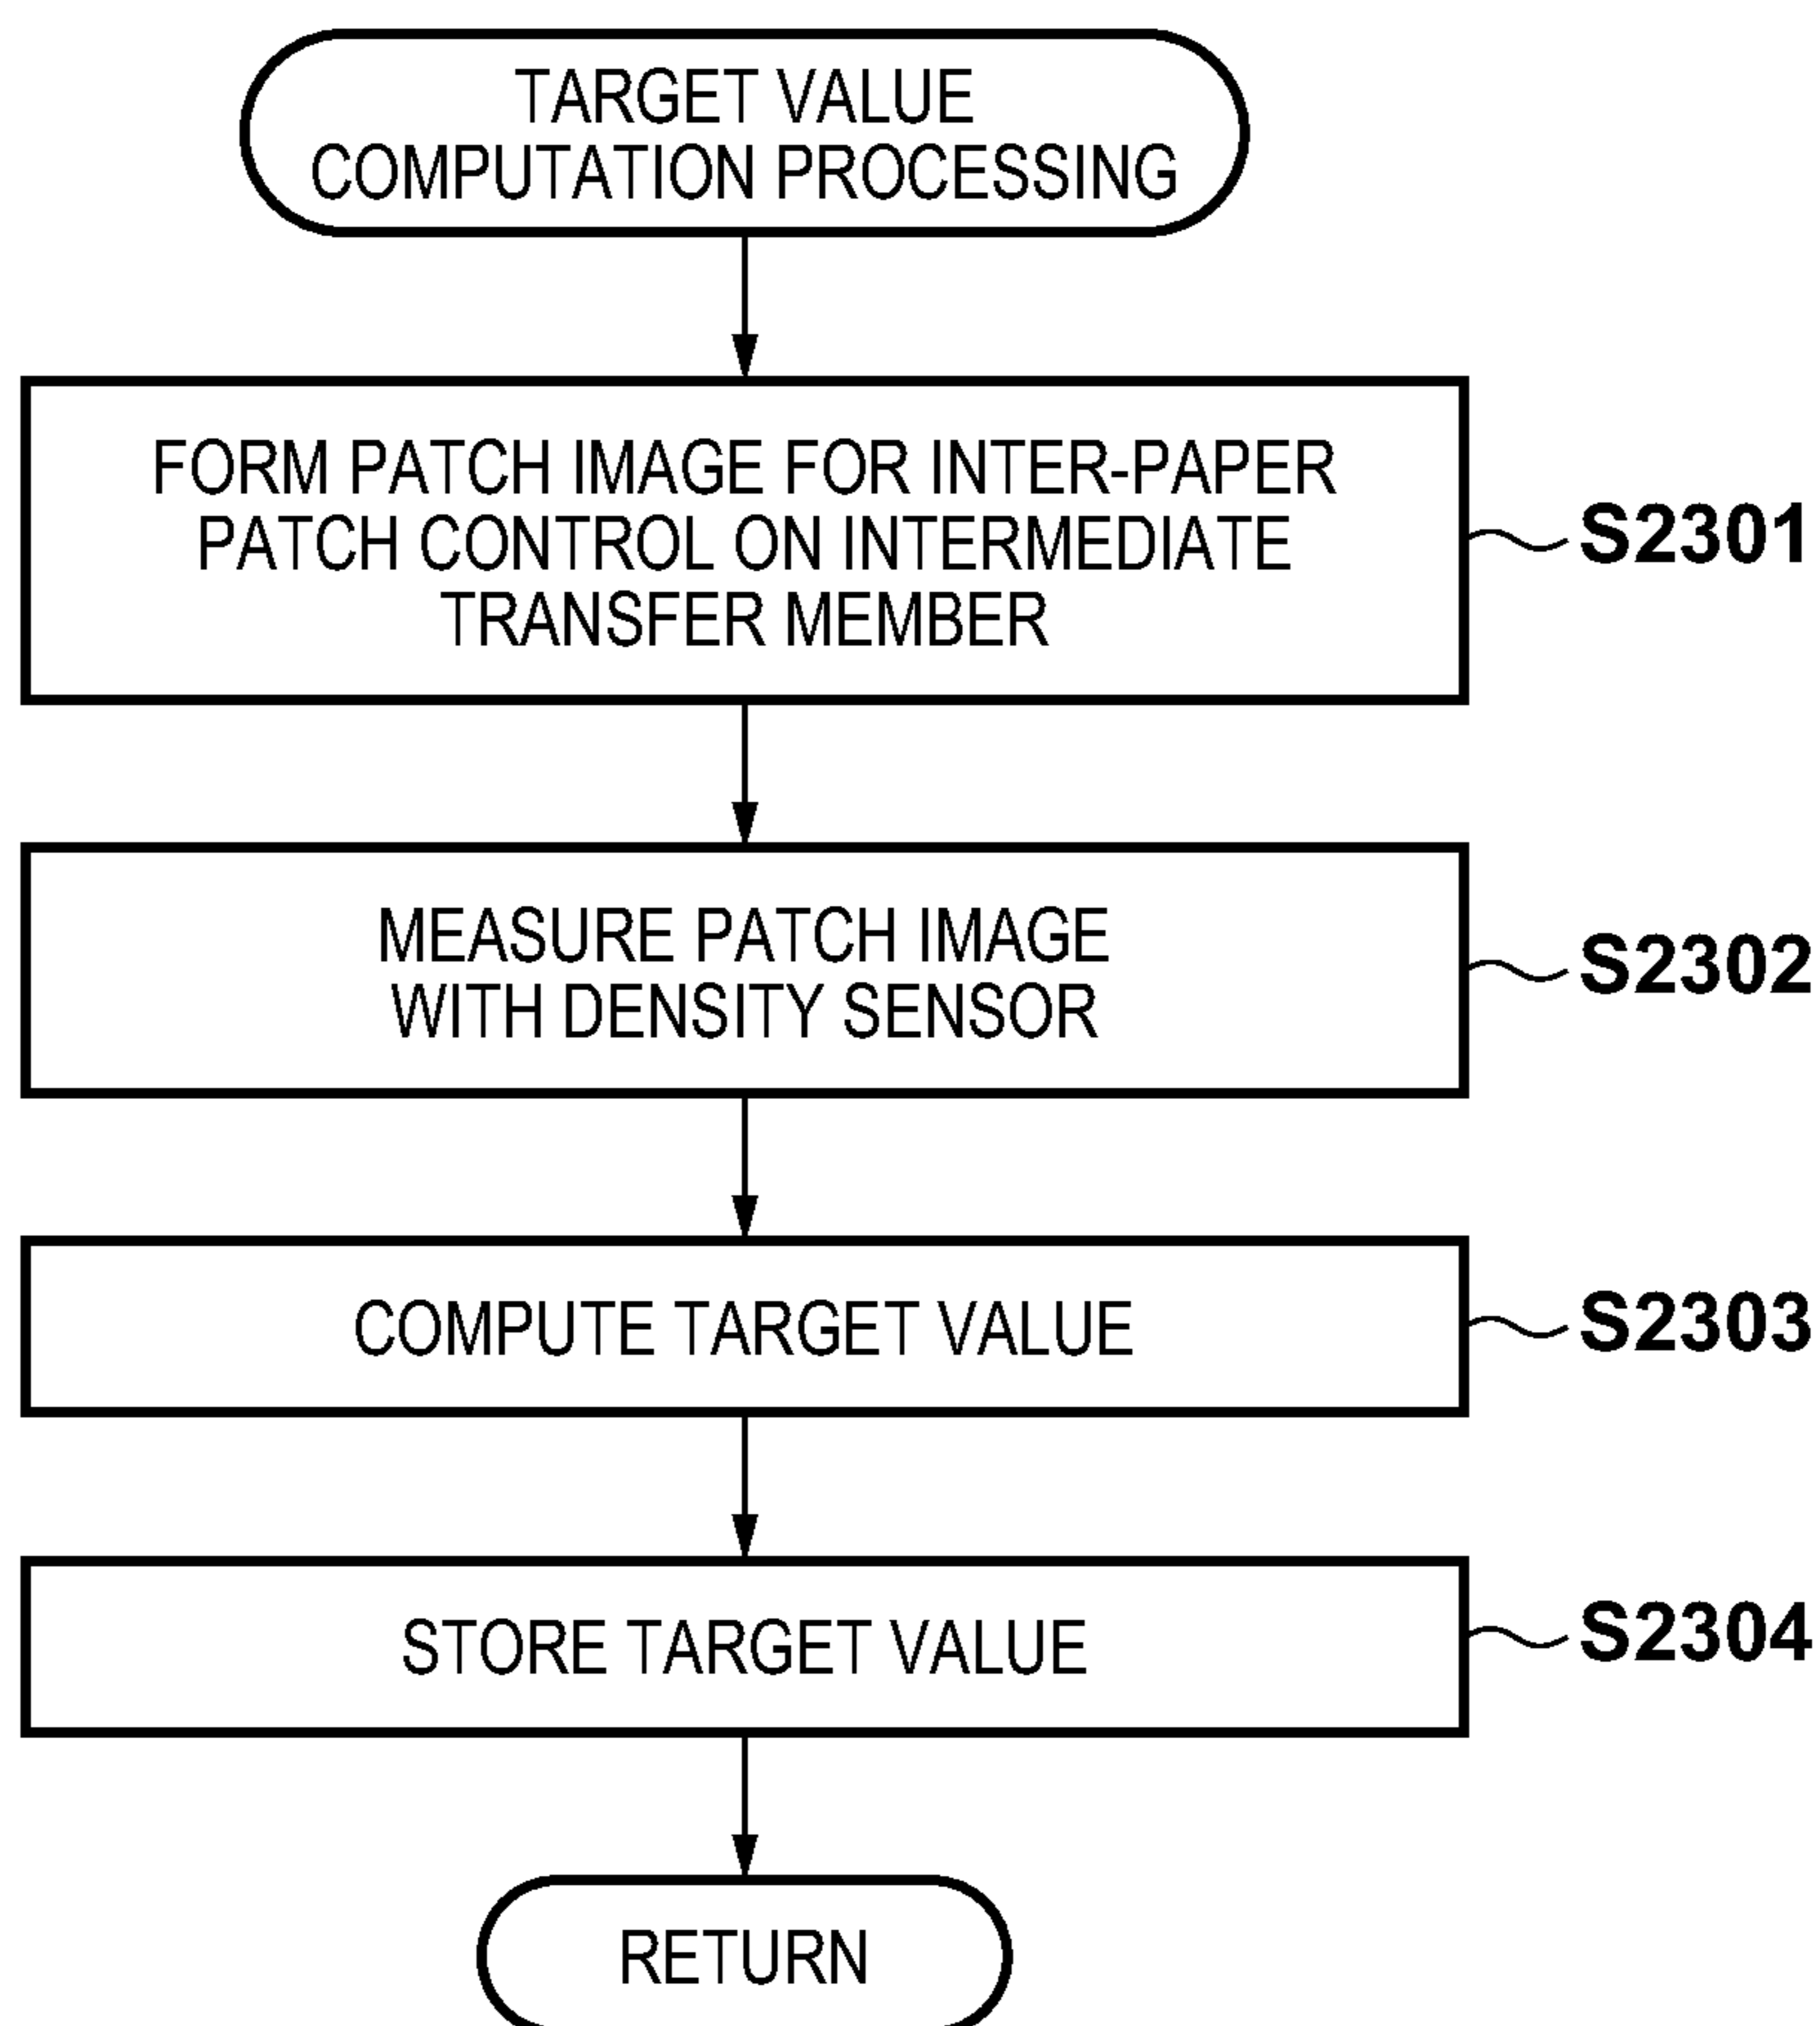 TARGET VALUE
COMPUTATION PROCESSING
FORM PATCH IMAGE FOR INTER-PAPER
PATCH CONTROL ON INTERMEDIATE
TRANSFER MEMBER
S2301
MEASURE PATCH IMAGE
WITH DENSITY SENSOR
S2302
COMPUTE TARGET VALUE
S2303
STORE TARGET VALUE
S2304
RETURN